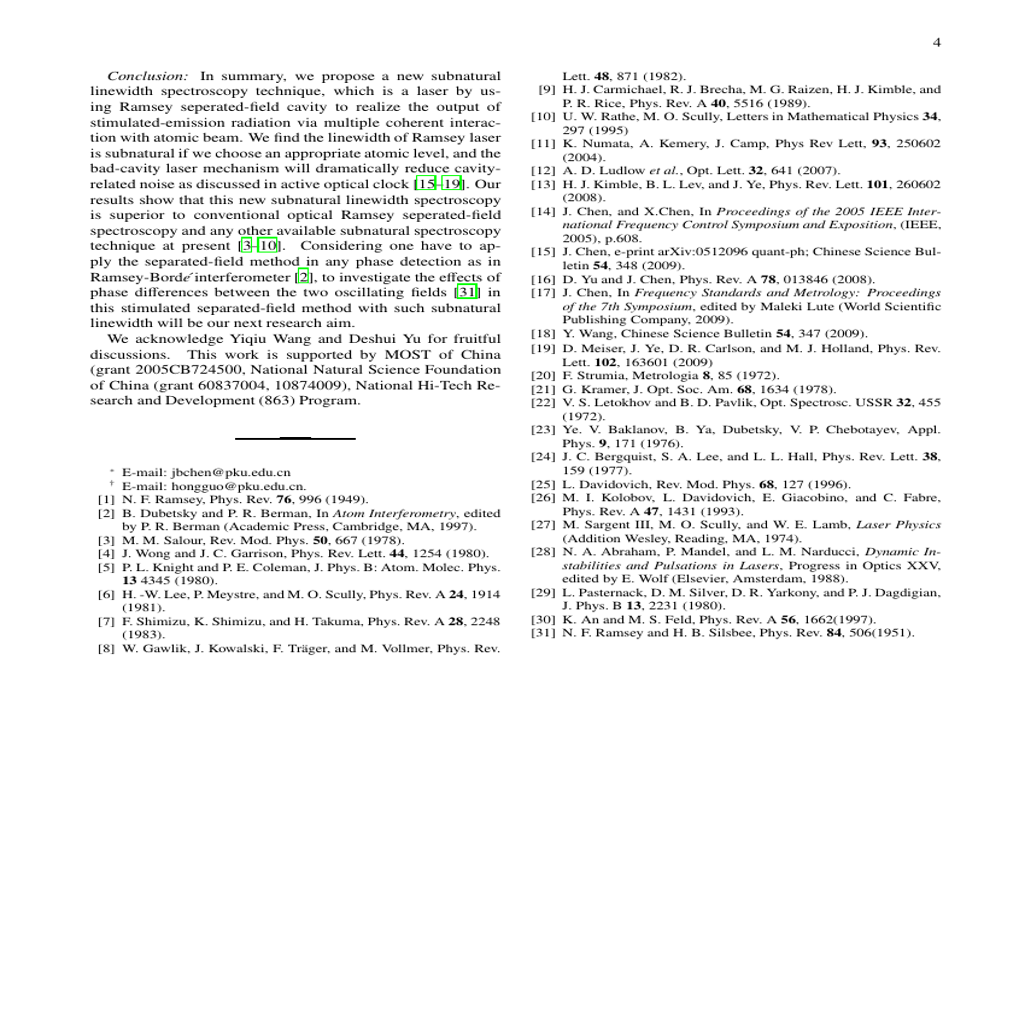 4
Conclusion: In summary, we propose a new subnatural
linewidth spectroscopy technique, which is a laser by us-
ing Ramsey seperated-field cavity to realize the output of
stimulated-emission radiation via multiple coherent interac-
tion with atomic beam. We find the linewidth of Ramsey laser
is subnatural if we choose an appropriate atomic level, and the
bad-cavity laser mechanism will dramatically reduce cavity-
related noise as discussed in active optical clock [15–19]. Our
results show that this new subnatural linewidth spectroscopy
is superior to conventional optical Ramsey seperated-field
spectroscopy and any other available subnatural spectroscopy
technique at present [3–10]. Considering one have to ap-
ply the separated-field method in any phase detection as in
Ramsey-Borde´interferometer [2], to investigate the effects of
phase differences between the two oscillating fields [31] in
this stimulated separated-field method with such subnatural
linewidth will be our next research aim.
We acknowledge Yiqiu Wang and Deshui Yu for fruitful
discussions. This work is supported by MOST of China
(grant 2005CB724500, National Natural Science Foundation
of China (grant 60837004, 10874009), National Hi-Tech Re-
search and Development (863) Program.
* E-mail: jbchen@pku.edu.cn
† E-mail: hongguo@pku.edu.cn.
[1] N. F. Ramsey, Phys. Rev. 76, 996 (1949).
[2] B. Dubetsky and P. R. Berman, In Atom Interferometry, edited
by P. R. Berman (Academic Press, Cambridge, MA, 1997).
[3] M. M. Salour, Rev. Mod. Phys. 50, 667 (1978).
[4] J. Wong and J. C. Garrison, Phys. Rev. Lett. 44, 1254 (1980).
[5] P. L. Knight and P. E. Coleman, J. Phys. B: Atom. Molec. Phys.
13 4345 (1980).
[6] H. -W. Lee, P. Meystre, and M. O. Scully, Phys. Rev. A 24, 1914
(1981).
[7] F. Shimizu, K. Shimizu, and H. Takuma, Phys. Rev. A 28, 2248
(1983).
[8] W. Gawlik, J. Kowalski, F. Träger, and M. Vollmer, Phys. Rev.
Lett. 48, 871 (1982).
[9] H. J. Carmichael, R. J. Brecha, M. G. Raizen, H. J. Kimble, and
P. R. Rice, Phys. Rev. A 40, 5516 (1989).
[10] U. W. Rathe, M. O. Scully, Letters in Mathematical Physics 34,
297 (1995)
[11] K. Numata, A. Kemery, J. Camp, Phys Rev Lett, 93, 250602
(2004).
[12] A. D. Ludlow et al., Opt. Lett. 32, 641 (2007).
[13] H. J. Kimble, B. L. Lev, and J. Ye, Phys. Rev. Lett. 101, 260602
(2008).
[14] J. Chen, and X.Chen, In Proceedings of the 2005 IEEE Inter-
national Frequency Control Symposium and Exposition, (IEEE,
2005), p.608.
[15] J. Chen, e-print arXiv:0512096 quant-ph; Chinese Science Bul-
letin 54, 348 (2009).
[16] D. Yu and J. Chen, Phys. Rev. A 78, 013846 (2008).
[17] J. Chen, In Frequency Standards and Metrology: Proceedings
of the 7th Symposium, edited by Maleki Lute (World Scientific
Publishing Company, 2009).
[18] Y. Wang, Chinese Science Bulletin 54, 347 (2009).
[19] D. Meiser, J. Ye, D. R. Carlson, and M. J. Holland, Phys. Rev.
Lett. 102, 163601 (2009)
[20] F. Strumia, Metrologia 8, 85 (1972).
[21] G. Kramer, J. Opt. Soc. Am. 68, 1634 (1978).
[22] V. S. Letokhov and B. D. Pavlik, Opt. Spectrosc. USSR 32, 455
(1972).
[23] Ye. V. Baklanov, B. Ya, Dubetsky, V. P. Chebotayev, Appl.
Phys. 9, 171 (1976).
[24] J. C. Bergquist, S. A. Lee, and L. L. Hall, Phys. Rev. Lett. 38,
159 (1977).
[25] L. Davidovich, Rev. Mod. Phys. 68, 127 (1996).
[26] M. I. Kolobov, L. Davidovich, E. Giacobino, and C. Fabre,
Phys. Rev. A 47, 1431 (1993).
[27] M. Sargent III, M. O. Scully, and W. E. Lamb, Laser Physics
(Addition Wesley, Reading, MA, 1974).
[28] N. A. Abraham, P. Mandel, and L. M. Narducci, Dynamic In-
stabilities and Pulsations in Lasers, Progress in Optics XXV,
edited by E. Wolf (Elsevier, Amsterdam, 1988).
[29] L. Pasternack, D. M. Silver, D. R. Yarkony, and P. J. Dagdigian,
J. Phys. B 13, 2231 (1980).
[30] K. An and M. S. Feld, Phys. Rev. A 56, 1662(1997).
[31] N. F. Ramsey and H. B. Silsbee, Phys. Rev. 84, 506(1951).